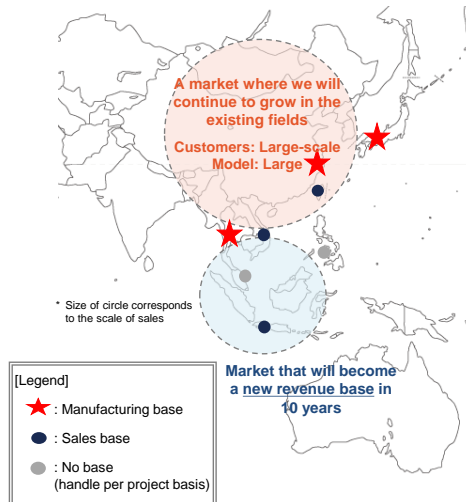 A market where we will
continue to grow in the
existing fields
Customers: Large-scale
Model: Large
* Size of circle corresponds
to the scale of sales
Market that will become
a new revenue base in
10 years
[Legend]
: Manufacturing base
: Sales base
: No base
(handle per project basis)